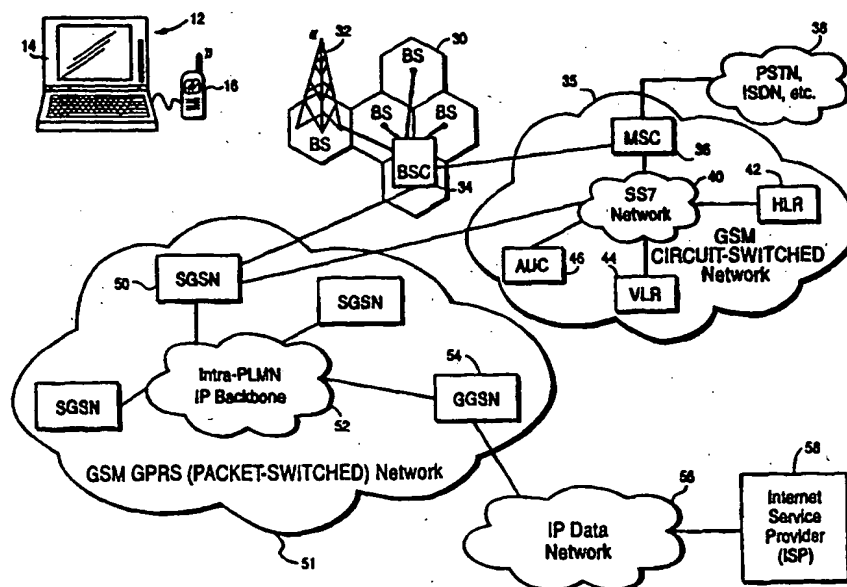 12
14
16
32
30
BS
BS
BS
BS
BSC
34
35
38
PSTN,
ISDN, etc.
MSC
36
40
42
SS7
Network
HLR
GSM
CIRCUIT-SWITCHED
Network
AUC
46
44
VLR
50
SGSN
SGSN
SGSN
Intra-PLMN
IP Backbone
52
54
GGSN
GSM GPRS (PACKET-SWITCHED) Network
51
56
IP Data
Network
58
Internet
Service
Provider
(ISP)